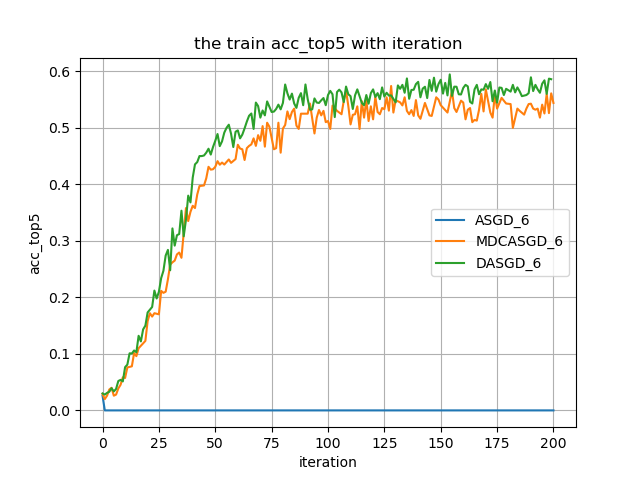 the train acc_top5 with iteration
acc_top5
0.6
0.5
0.4
0.3
0.2
0.1
0.0
ASGD_6
MDCASGD_6
DASGD_6
0 25 50 75 100 125 150 175 200
iteration